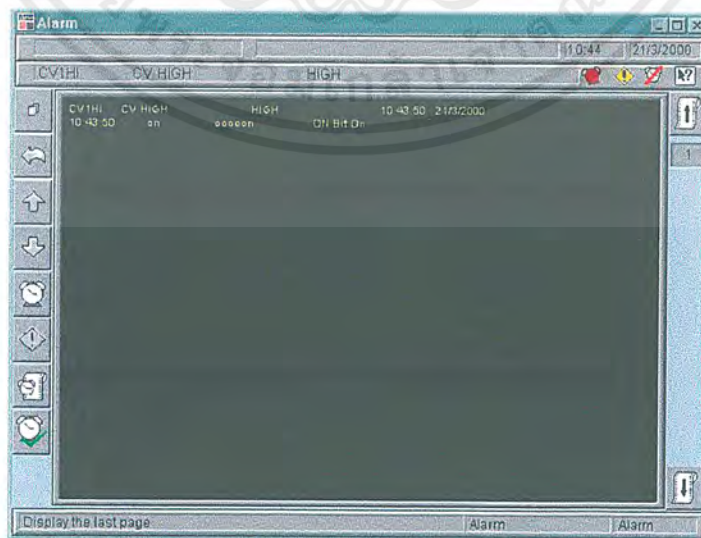 Alarm
10:44 21/3/2000
CV1HI CV HIGH HIGH
CV1HI CV HIGH HIGH 10:43:50 21/3/2000
10:43:50 on ON Bit On
1
Display the last page Alarm Alarm